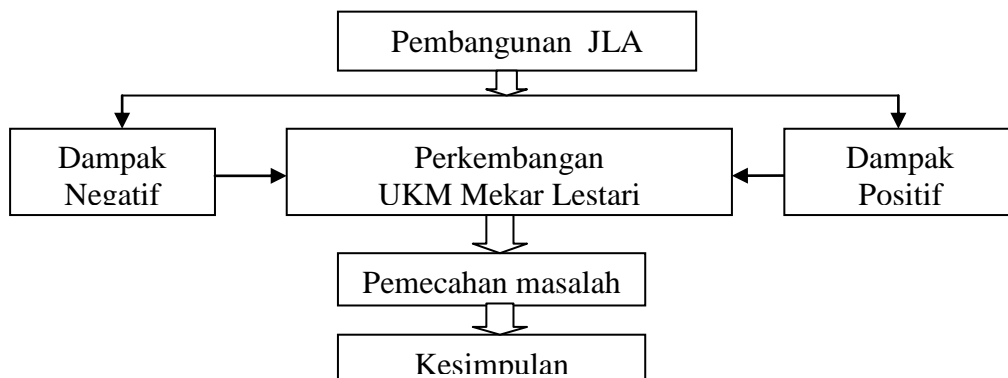 Pembangunan JLA
Dampak
Negatif
Perkembangan
UKM Mekar Lestari
Dampak
Positif
Pemecahan masalah
Kesimpulan